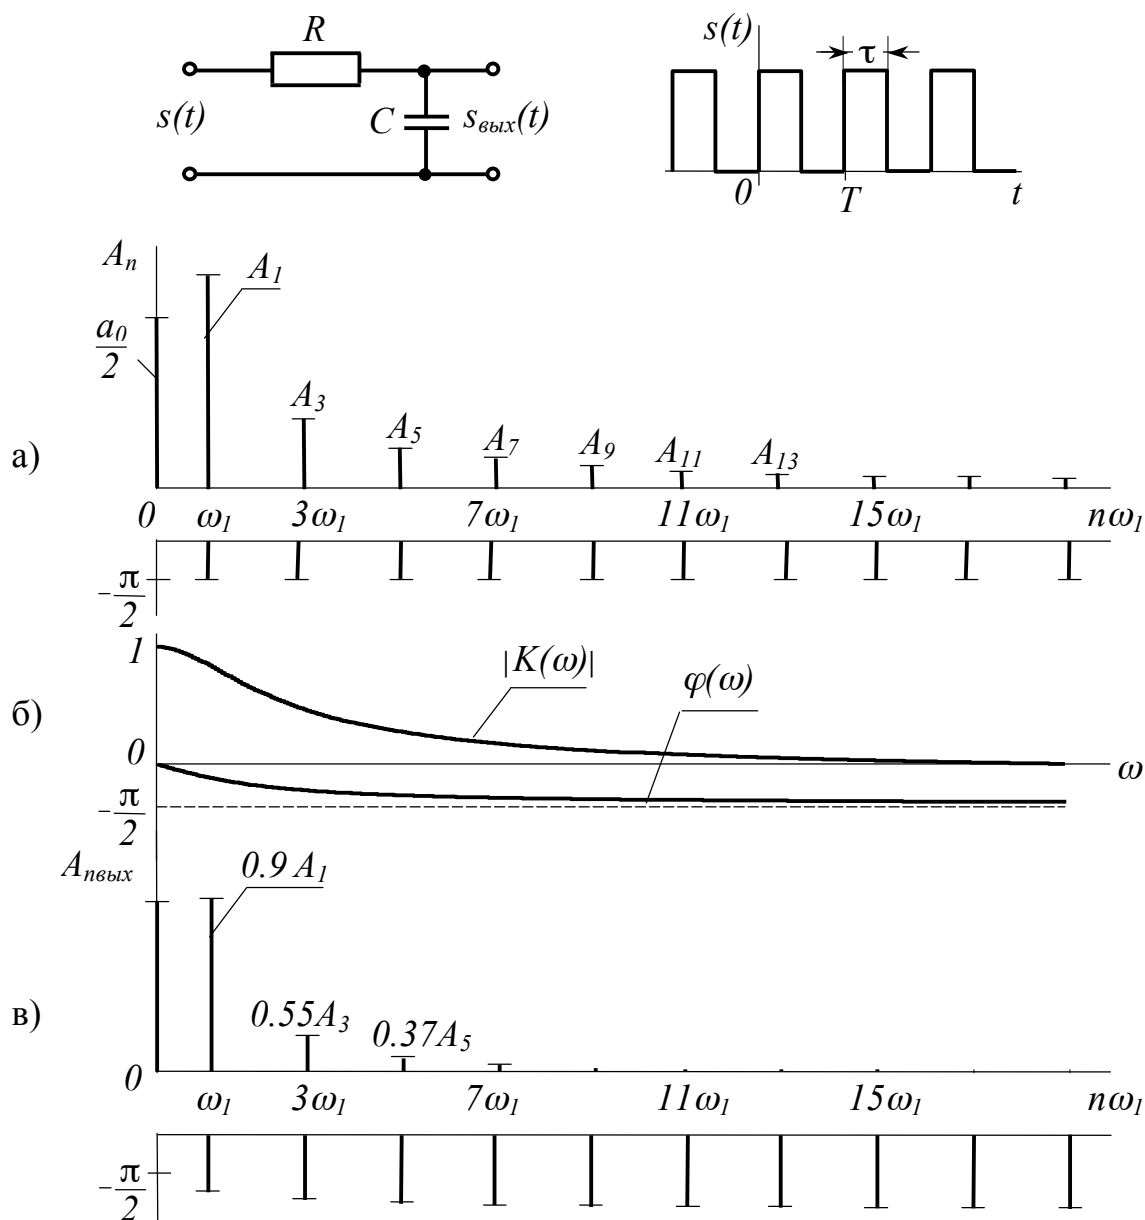 R
s(t)
C
s_вых(t)
s(t)
τ
0
T
t
A_n
A_1
a_0/2
A_3
A_5
A_7
A_9
A_11
A_13
а)
0 ω_1 3ω_1 7ω_1 11ω_1 15ω_1 nω_1
-π/2
1
|K(ω)|
φ(ω)
б)
0
ω
-π/2
A_nвых
0.9 A_1
в)
0.55A_3
0.37A_5
0
ω_1 3ω_1 7ω_1 11ω_1 15ω_1 nω_1
-π/2